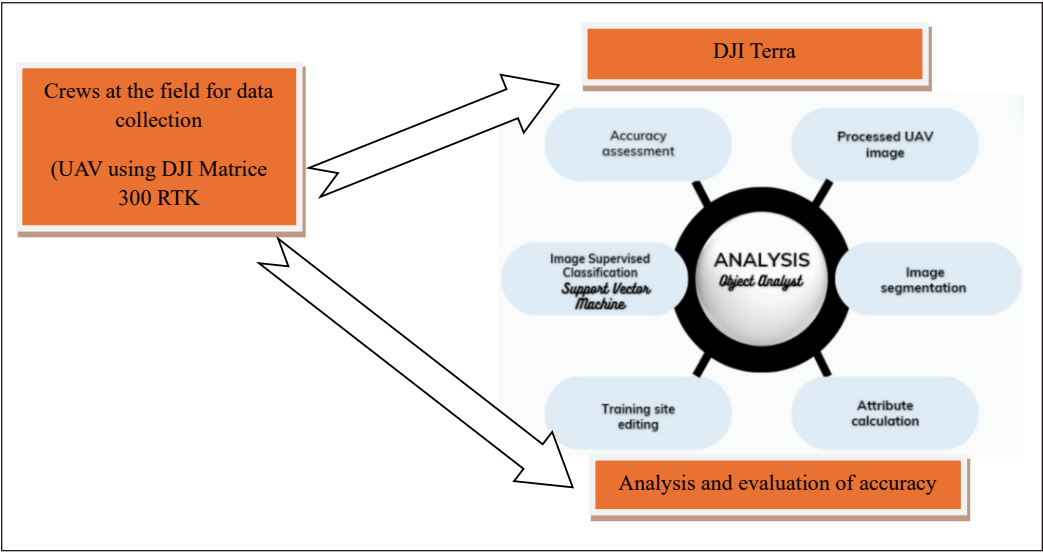 Crews at the field for data
collection
(UAV using DJI Matrice
300 RTK
DJI Terra
Accuracy
assessment
Processed UAV
image
Image Supervised
Classification
Support Vector
Machine
ANALYSIS
Object Analyst
Image
segmentation
Training site
editing
Attribute
calculation
Analysis and evaluation of accuracy